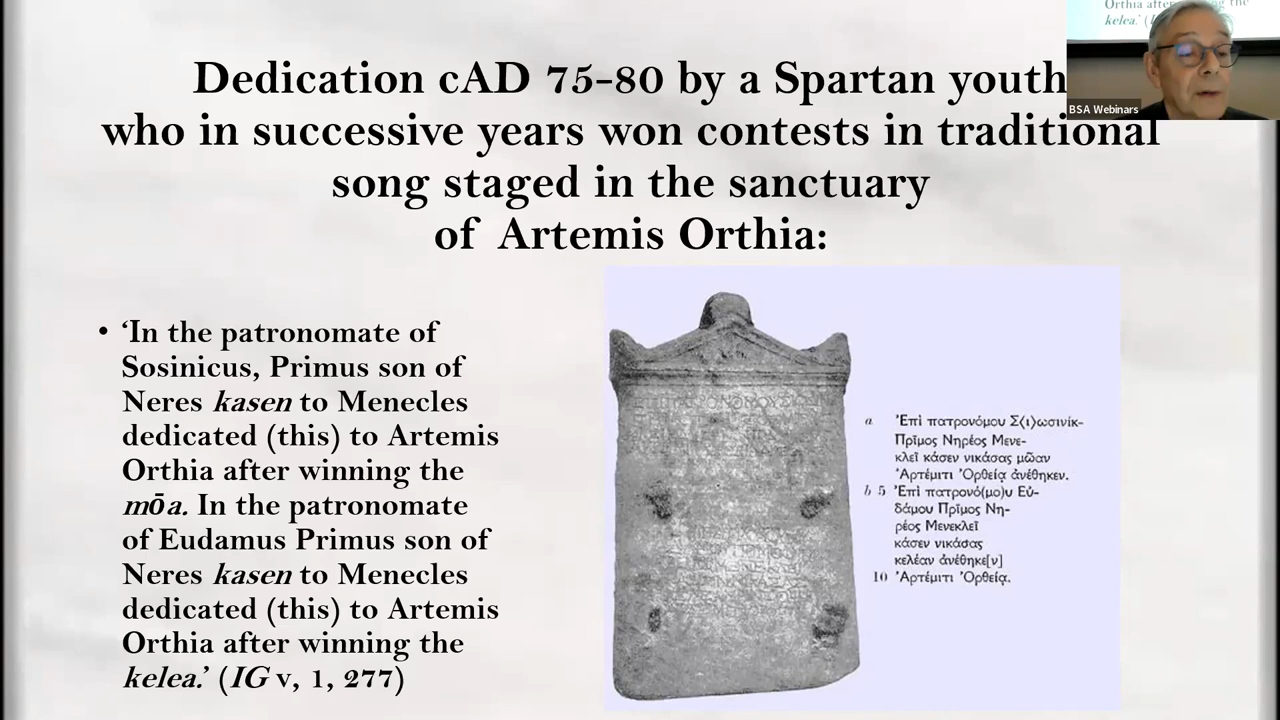 Orthia after
the
kelea.'
BSA Webinars
Dedication cAD 75-80 by a Spartan youth
who in successive years won contests in traditional
song staged in the sanctuary
of Artemis Orthia:
• ‘In the patronomate of
Sosinicus, Primus son of
Neres kasen to Menecles
dedicated (this) to Artemis
Orthia after winning the
mōa. In the patronomate
of Eudamus Primus son of
Neres kasen to Menecles
dedicated (this) to Artemis
Orthia after winning the
kelea.’ (IG v, 1, 277)
a Ἐπὶ πατρονόμου Σ⟨ι⟩ωσινίκ-
Πρῖμος Νηρέος Μενε-
κλεῖ κάσεν νικάσας μῶαν
Ἀρτέμιτι Ὀρθείᾳ ἀνέθηκεν.
b 5 Ἐπὶ πατρονό(μο)υ Εὐ-
δάμου Πρῖμος Νη-
ρέος Μενεκλεῖ
κάσεν νικάσας
κελέαν ἀνέθηκε[ν]
10 Ἀρτέμιτι Ὀρθείᾳ.